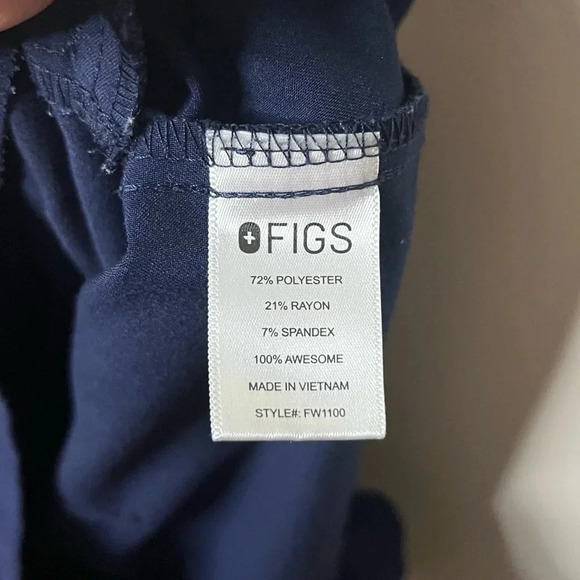 FIGS
72% POLYESTER
21% RAYON
7% SPANDEX
100% AWESOME
MADE IN VIETNAM
STYLE#: FW1100